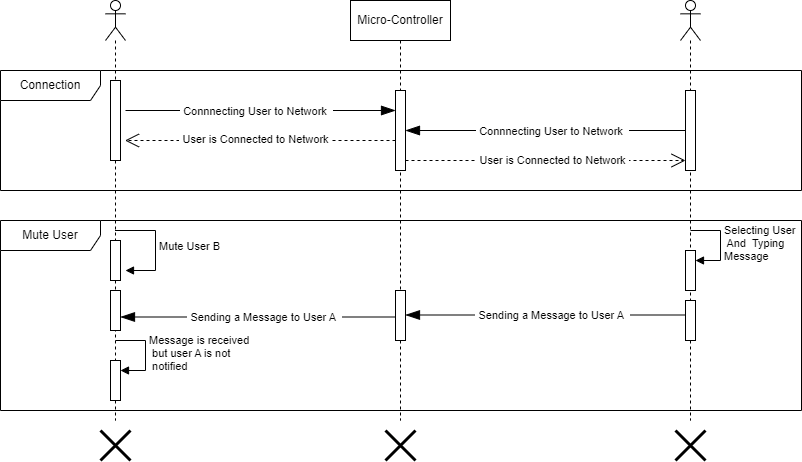 Micro-Controller
Connection
Connnecting User to Network
Connnecting User to Network
User is Connected to Network
User is Connected to Network
Mute User
Mute User B
Selecting User
And Typing
Message
Sending a Message to User A
Sending a Message to User A
Message is received
but user A is not
notified